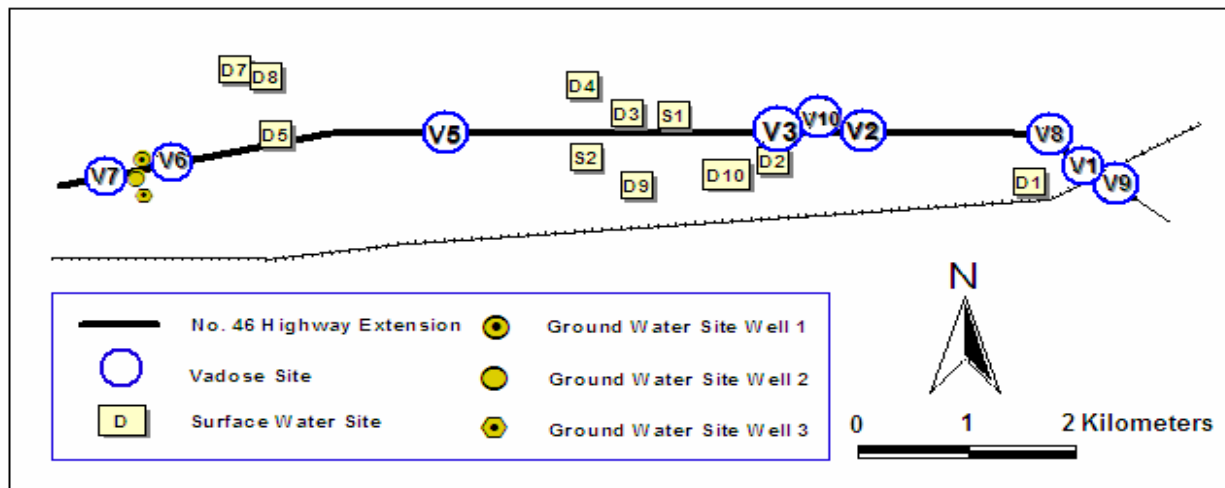 D7
D8
D4
D3
S1
D5
V5
V3
V10
V2
V8
V7
V6
S2
D9
D10
D2
D1
V1
V9
N
No. 46 Highway Extension
Vadose Site
D
Surface Water Site
Ground Water Site Well 1
Ground Water Site Well 2
Ground Water Site Well 3
0 1 2 Kilometers